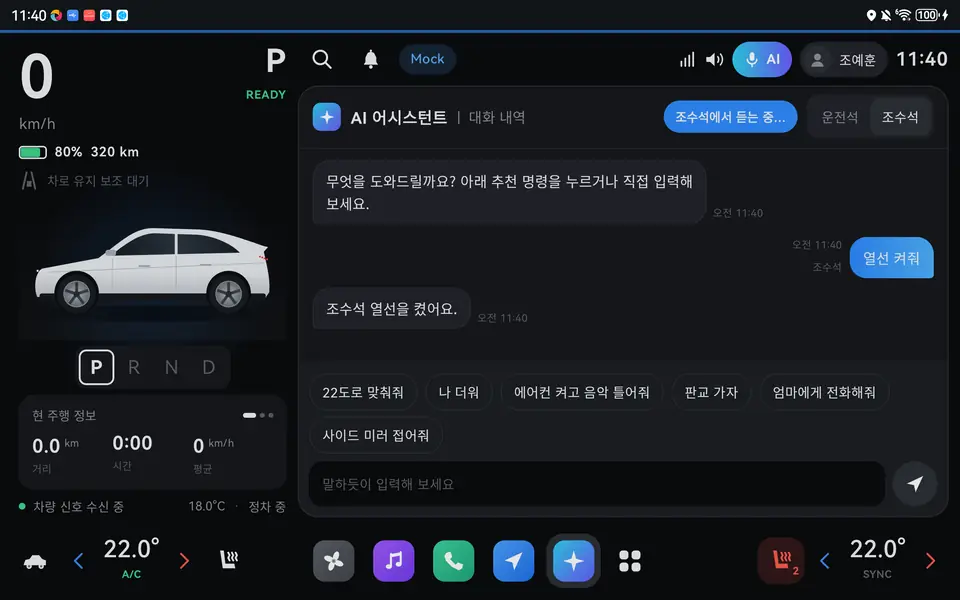 11:40
100
0
km/h
P
READY
80% 320 km
차로 유지 보조 대기
P R N D
현 주행 정보
0.0 km
거리
0:00
시간
0 km/h
평균
차량 신호 수신 중
18.0°C · 정차 중
Mock
AI
조예훈
11:40
AI 어시스턴트 | 대화 내역
조수석에서 듣는 중...
운전석
조수석
무엇을 도와드릴까요? 아래 추천 명령을 누르거나 직접 입력해
보세요.
오전 11:40
오전 11:40
조수석
열선 켜줘
조수석 열선을 켰어요.
오전 11:40
22도로 맞춰줘
나 더워
에어컨 켜고 음악 틀어줘
판교 가자
엄마에게 전화해줘
사이드 미러 접어줘
말하듯이 입력해 보세요
22.0°
A/C
2
22.0°
SYNC